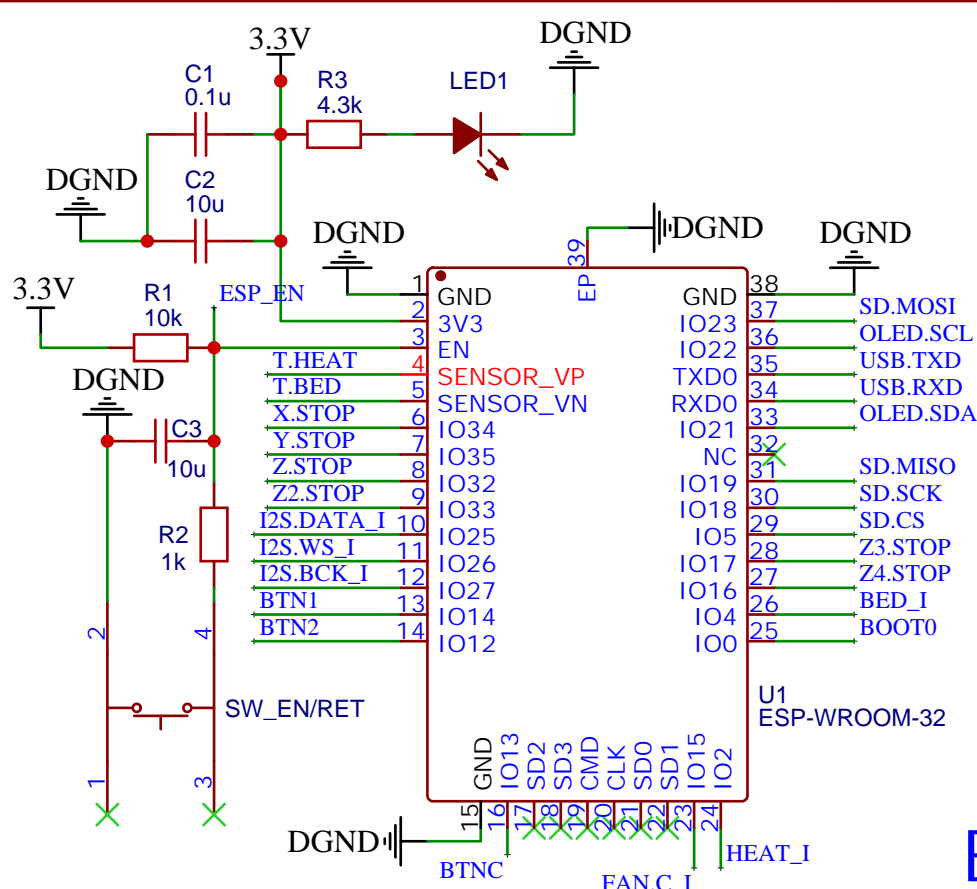 3.3V
DGND
C1
0.1u
R3
4.3k
LED1
DGND
C2
10u
DGND
DGND
39
EP
DGND
3.3V
R1
10k
ESP_EN
1 GND
2 3V3
3 EN
T.HEAT 4 SENSOR_VP
T.BED 5 SENSOR_VN
X.STOP 6 IO34
Y.STOP 7 IO35
Z.STOP 8 IO32
Z2.STOP 9 IO33
I2S.DATA_I 10 IO25
I2S.WS_I 11 IO26
I2S.BCK_I 12 IO27
BTN1 13 IO14
BTN2 14 IO12
GND 38
IO23 37 SD.MOSI
IO22 36 OLED.SCL
TXD0 35 USB.TXD
RXD0 34 USB.RXD
IO21 33 OLED.SDA
NC 32
IO19 31 SD.MISO
IO18 30 SD.SCK
IO5 29 SD.CS
IO17 28 Z3.STOP
IO16 27 Z4.STOP
IO4 26 BED_I
IO0 25 BOOT0
DGND
C3
10u
R2
1k
2
4
SW_EN/RET
1
3
U1
ESP-WROOM-32
GND 15
IO13 16
SD2 17
SD3 18
CMD 19
CLK 20
SD0 21
SD1 22
IO15 23
IO2 24
DGND
BTNC
FAN.C_I
HEAT_I